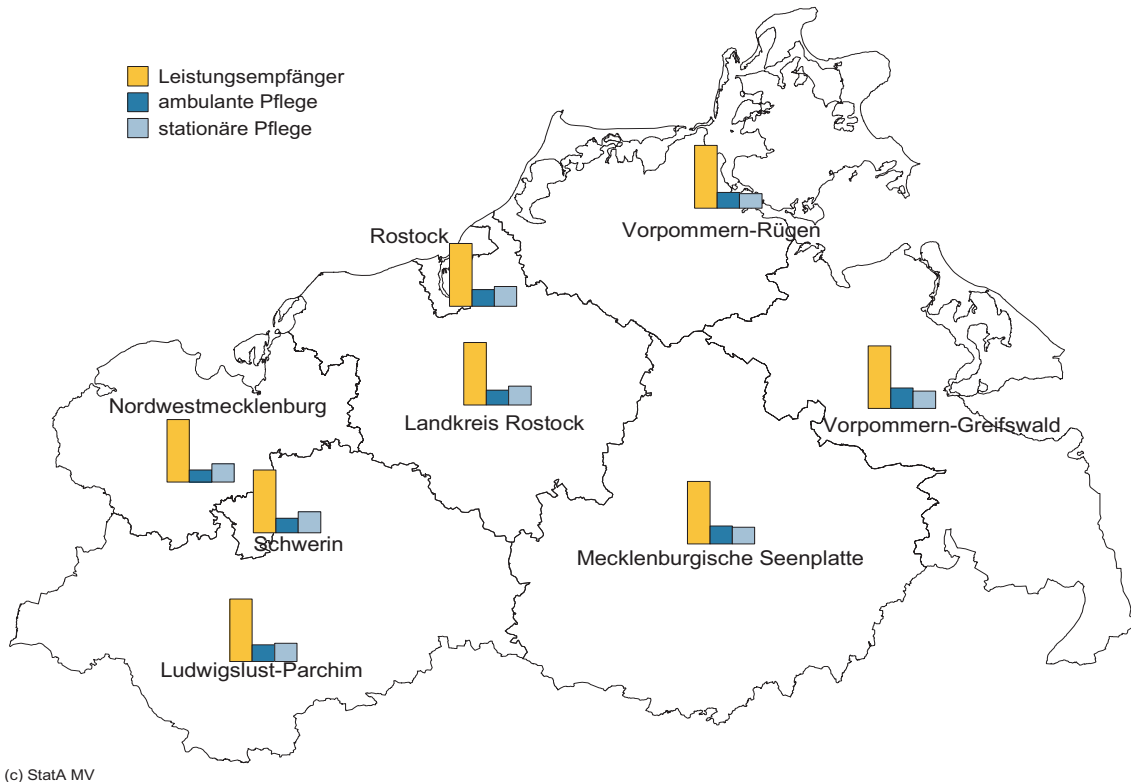 Leistungsempfänger
ambulante Pflege
stationäre Pflege
Vorpommern-Rügen
Rostock
Nordwestmecklenburg
Landkreis Rostock
Vorpommern-Greifswald
Schwerin
Mecklenburgische Seenplatte
Ludwigslust-Parchim
(c) StatA MV